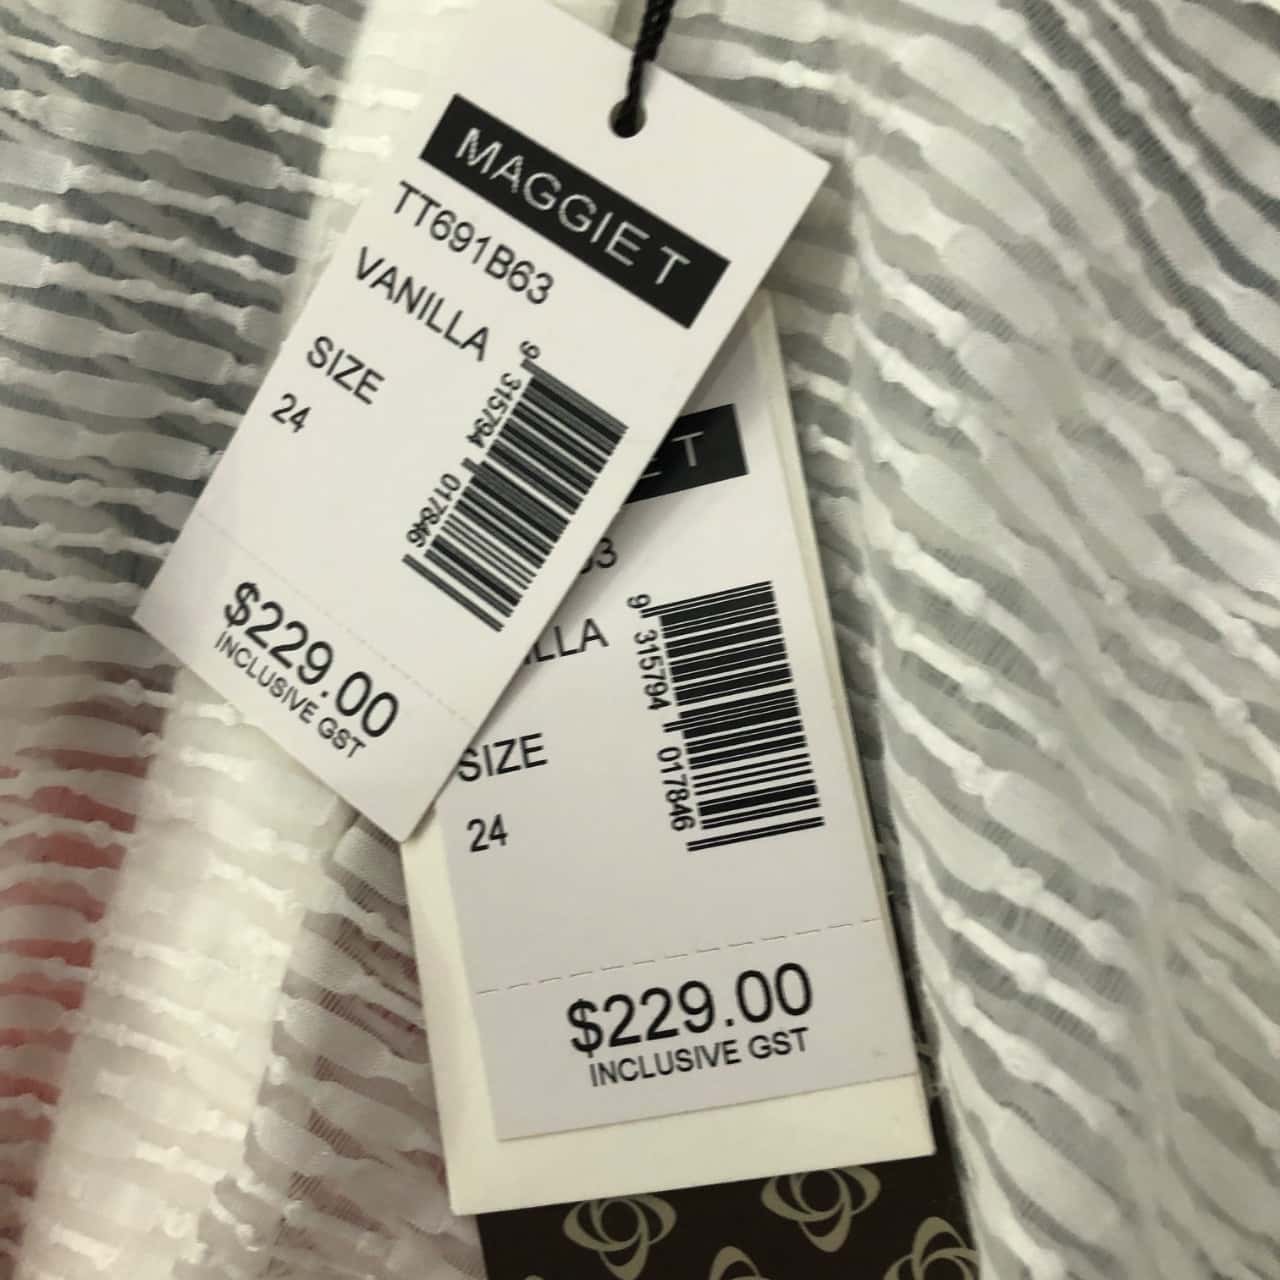 MAGGIE T
TT691B63
VANILLA
SIZE
24
9 315794 017846
$229.00
INCLUSIVE GST
E T
63
LLA
SIZE
24
9 315794 017846
$229.00
INCLUSIVE GST